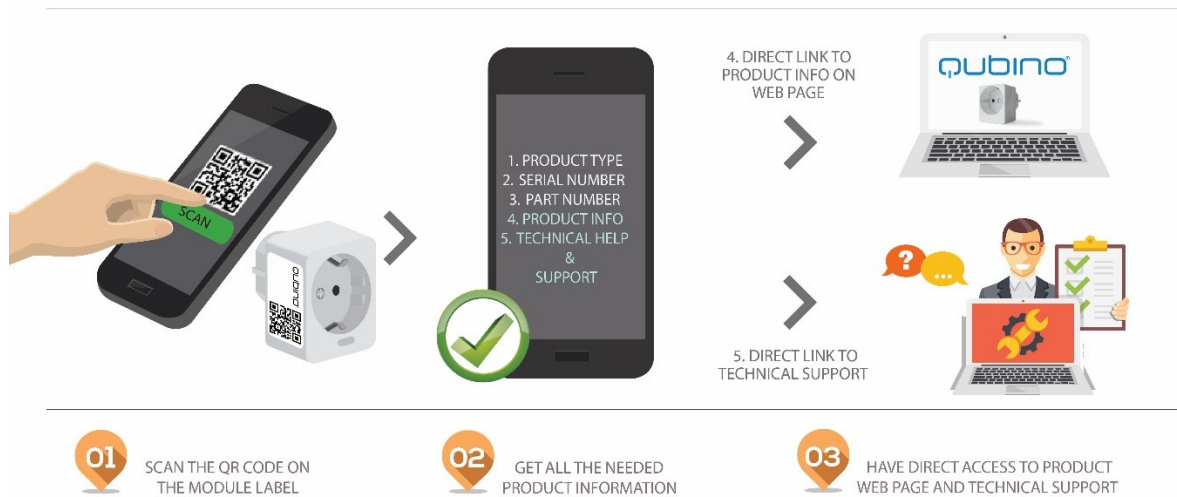 SCAN
qubino
1. PRODUCT TYPE
2. SERIAL NUMBER
3. PART NUMBER
4. PRODUCT INFO
5. TECHNICAL HELP
&
SUPPORT
4. DIRECT LINK TO
PRODUCT INFO ON
WEB PAGE
QUBINO®
?
...
5. DIRECT LINK TO
TECHNICAL SUPPORT
01
SCAN THE QR CODE ON
THE MODULE LABEL
02
GET ALL THE NEEDED
PRODUCT INFORMATION
03
HAVE DIRECT ACCESS TO PRODUCT
WEB PAGE AND TECHNICAL SUPPORT